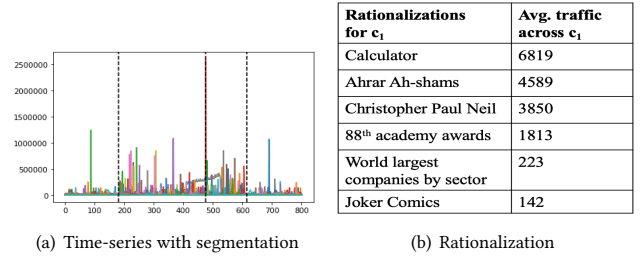 2500000
2000000
1500000
1000000
500000
0
0 100 200 300 400 500 600 700 800
(a) Time-series with segmentation
Rationalizations for c₁ Avg. traffic across c₁
Calculator 6819
Ahrar Ah-shams 4589
Christopher Paul Neil 3850
88th academy awards 1813
World largest companies by sector 223
Joker Comics 142
(b) Rationalization